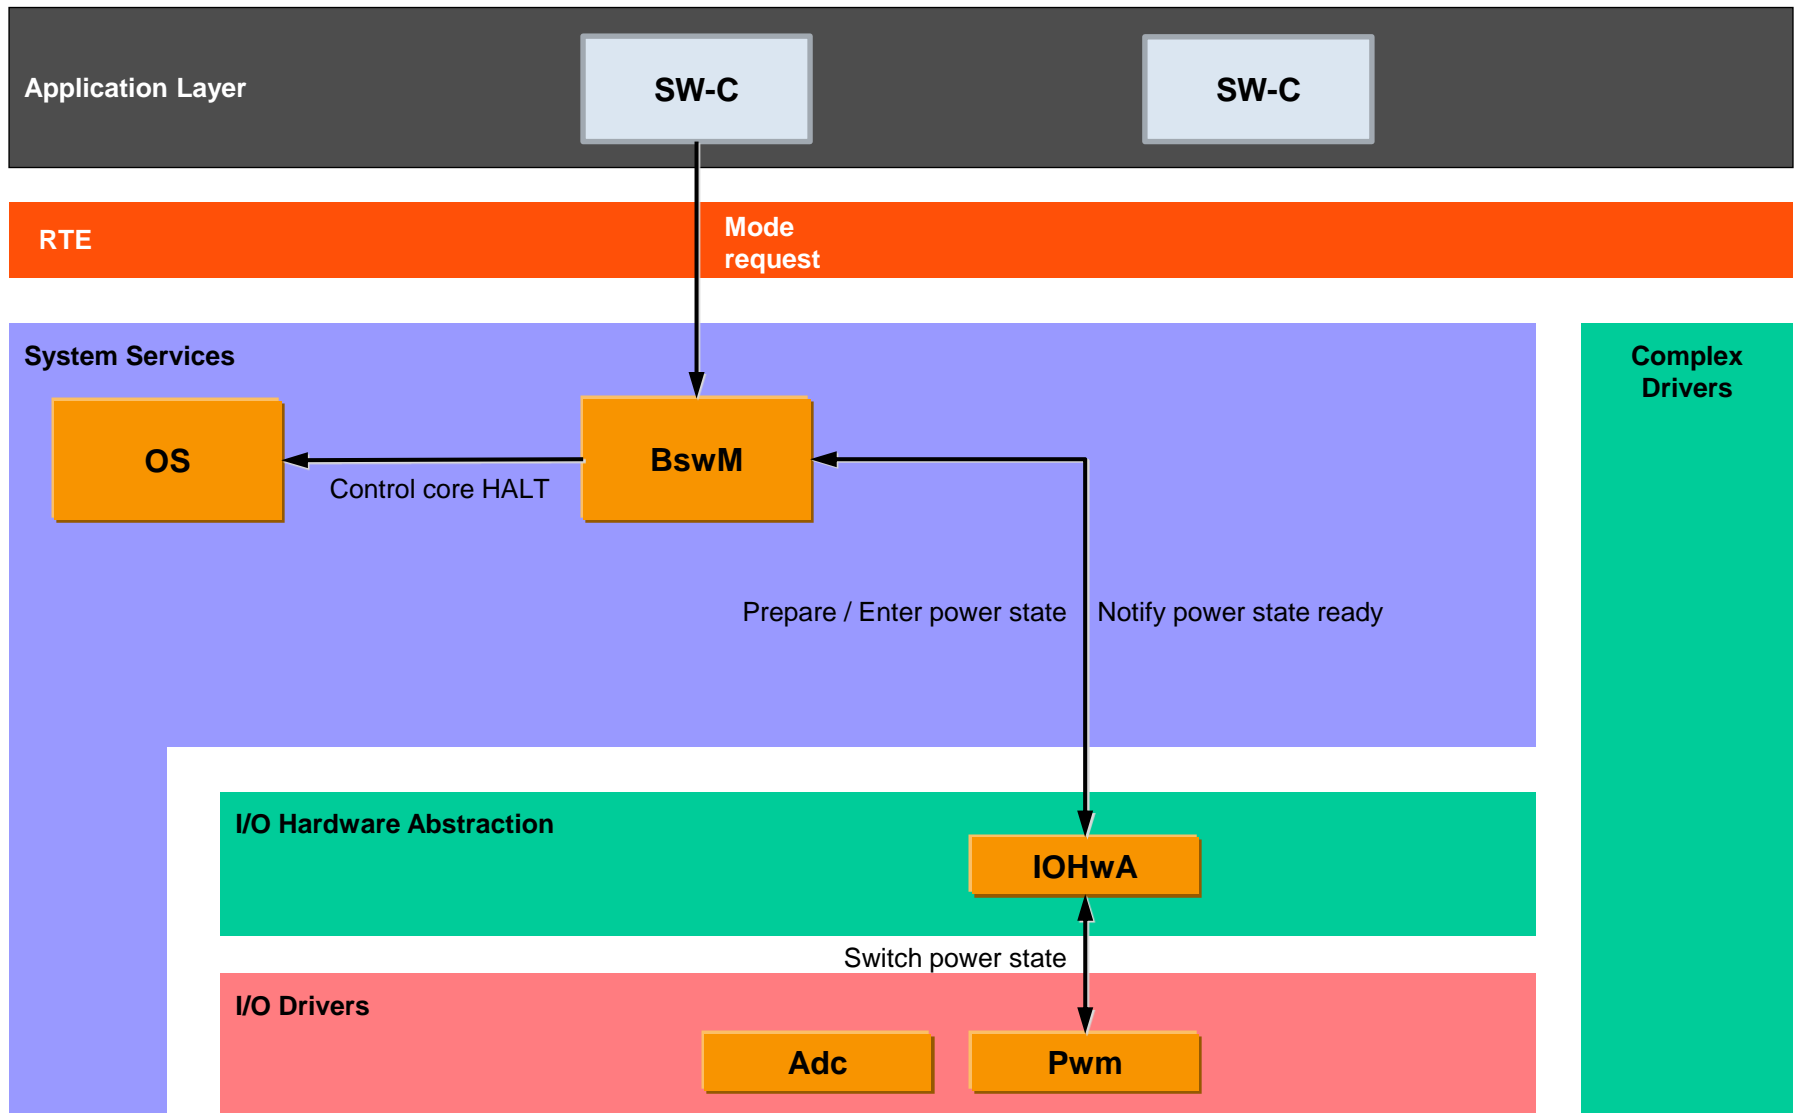 Application Layer
SW-C
SW-C
RTE
Mode
request
System Services
Complex
Drivers
OS
BswM
Control core HALT
Prepare / Enter power state
Notify power state ready
I/O Hardware Abstraction
IOHwA
Switch power state
I/O Drivers
Adc
Pwm